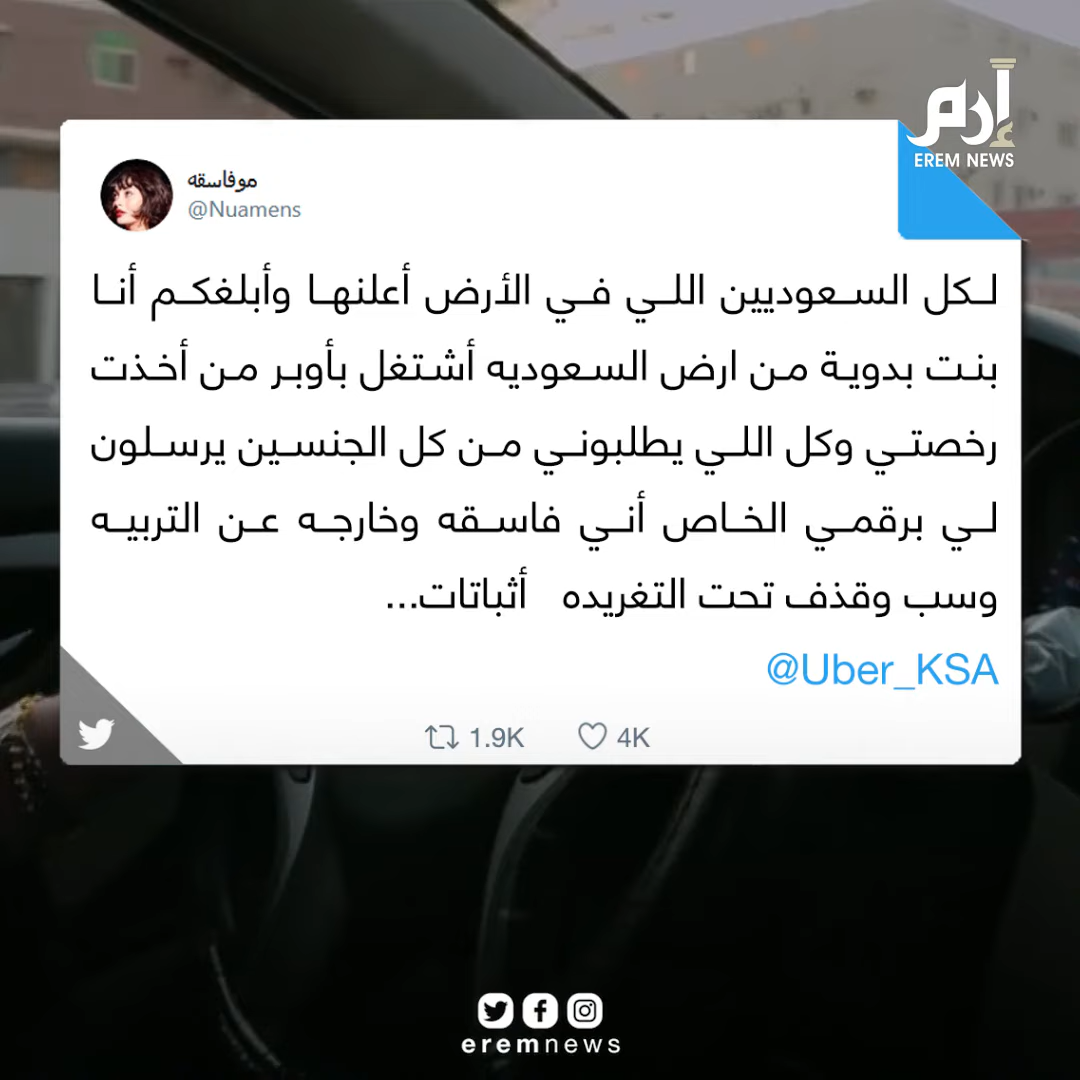 إرم
EREM NEWS
موفاسقه
@Nuamens
لكل السعوديين اللي في الأرض أعلنها وأبلغكم أنا
بنت بدوية من ارض السعوديه أشتغل بأوبر من أخذت
رخصتي وكل اللي يطلبوني من كل الجنسين يرسلون
لي برقمي الخاص أني فاسقه وخارجه عن التربيه
وسب وقذف تحت التغريده أثباتات...
@Uber_KSA
1.9K 4K
eremnews